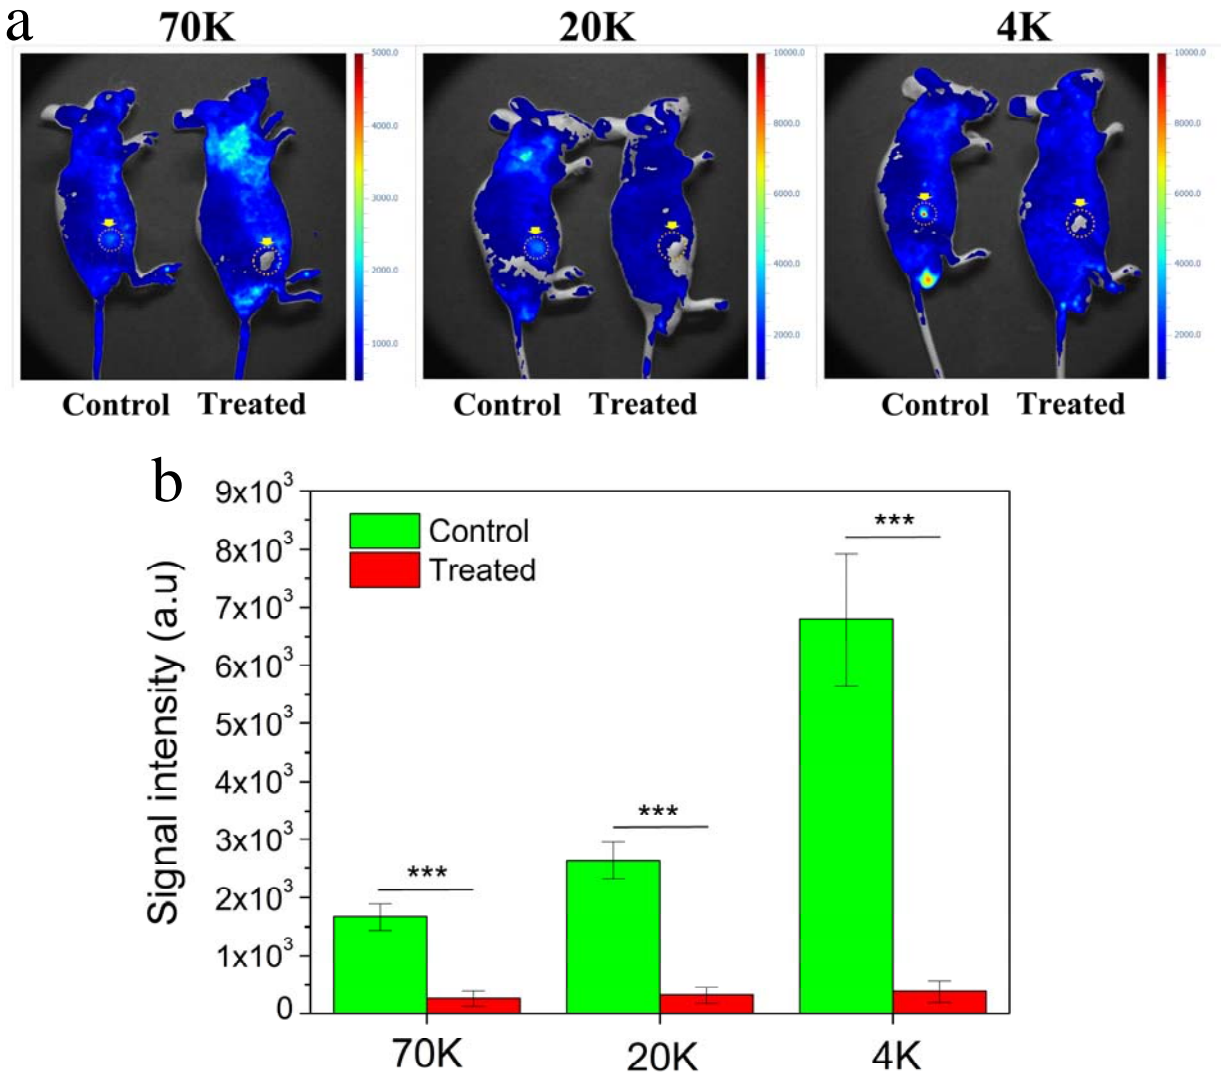 a
70K 20K 4K
5000.0
4000.0
3000.0
2000.0
1000.0
10000.0
8000.0
6000.0
4000.0
2000.0
10000.0
8000.0
6000.0
4000.0
2000.0
Control Treated Control Treated Control Treated
b
Signal intensity (a.u)
9x10³
8x10³
7x10³
6x10³
5x10³
4x10³
3x10³
2x10³
1x10³
0
Control
Treated
***
***
***
70K 20K 4K